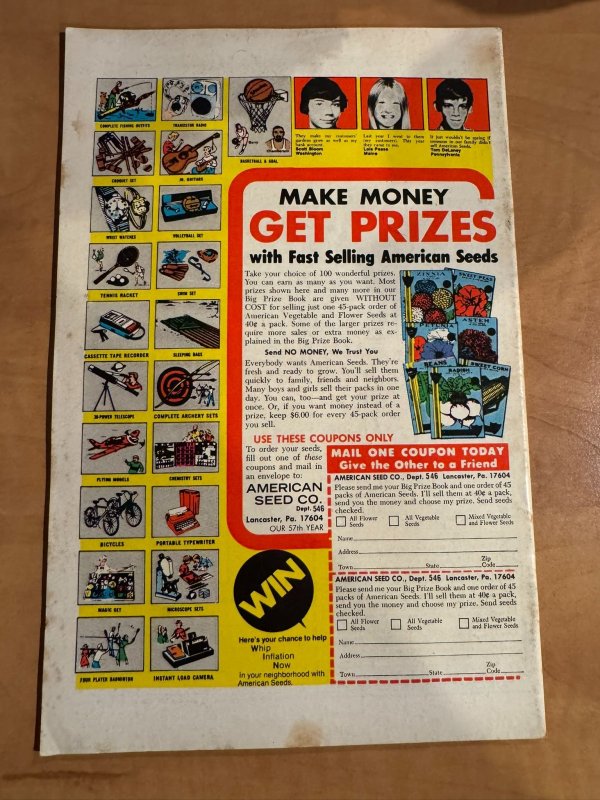 COMPLETE FISHING OUTFITS
TRANSISTOR RADIO
CROQUET SET
JR. GUITARS
WRIST WATCHES
VOLLEYBALL SET
TENNIS RACKET
SWIM SET
CASSETTE TAPE RECORDER
SLEEPING BAGS
30-POWER TELESCOPE
COMPLETE ARCHERY SETS
FLYING MODELS
CHEMISTRY SETS
BICYCLES
PORTABLE TYPEWRITER
MAGIC SET
MICROSCOPE SETS
FOUR PLAYER BADMINTON
INSTANT LOAD CAMERA
BASKETBALL & GOAL
They make our customers'
gardens grow as well as my
bank account.
Scott Bloom
Washington
Last year I went to them
(my customers). This year
they came to me.
Luis Posso
Maine
It just wouldn't be spring if
someone in our family didn't
sell American Seeds.
Tom DeLaney
Pennsylvania
MAKE MONEY
GET PRIZES
with Fast Selling American Seeds
Take your choice of 100 wonderful prizes.
You can earn as many as you want. Most
prizes shown here and many more in our
Big Prize Book are given WITHOUT
COST for selling just one 45-pack order of
American Vegetable and Flower Seeds at
40¢ a pack. Some of the larger prizes re-
quire more sales or extra money as ex-
plained in the Big Prize Book.
Send NO MONEY, We Trust You
Everybody wants American Seeds. They're
fresh and ready to grow. You'll sell them
quickly to family, friends and neighbors.
Many boys and girls sell their packs in one
day. You can, too—and get your prize at
once. Or, if you want money instead of a
prize, keep $6.00 for every 45-pack order
you sell.
ZINNIA
SWEET PEAS
PETUNIA
ASTER
BEANS
RADISH
SWEET CORN
USE THESE COUPONS ONLY
To order your seeds,
fill out one of these
coupons and mail in
an envelope to:
AMERICAN
SEED CO.
Dept. 546
Lancaster, Pa. 17604
OUR 57th YEAR
MAIL ONE COUPON TODAY
Give the Other to a Friend
AMERICAN SEED CO., Dept. 546 Lancaster, Pa. 17604
Please send me your Big Prize Book and one order of 45
packs of American Seeds. I'll sell them at 40¢ a pack,
send you the money and choose my prize. Send seeds
checked.
All Flower
Seeds
All Vegetable
Seeds
Mixed Vegetable
and Flower Seeds
Name
Address
Town State Zip Code
AMERICAN SEED CO., Dept. 546 Lancaster, Pa. 17604
Please send me your Big Prize Book and one order of 45
packs of American Seeds. I'll sell them at 40¢ a pack,
send you the money and choose my prize. Send seeds
checked.
All Flower
Seeds
All Vegetable
Seeds
Mixed Vegetable
and Flower Seeds
Name
Address
Town State Zip Code
WIN
Here's your chance to help
Whip
Inflation
Now
in your neighborhood with
American Seeds.